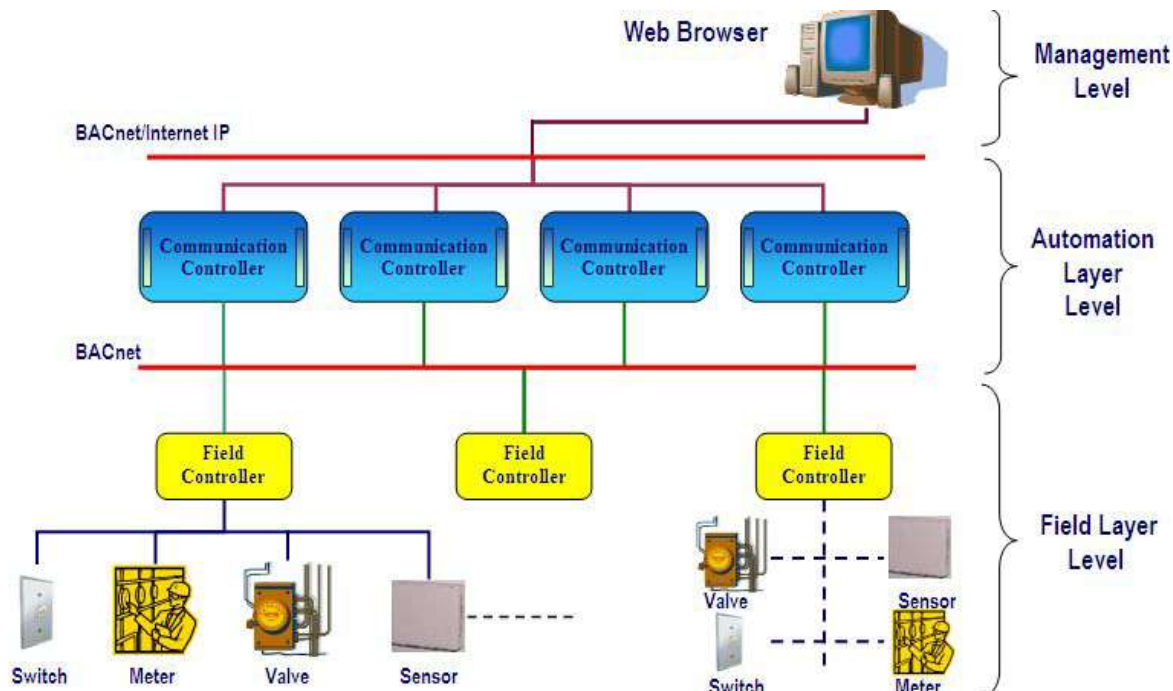 Web Browser
Management
Level
BACnet/Internet IP
Communication
Controller
Communication
Controller
Communication
Controller
Communication
Controller
Automation
Layer
Level
BACnet
Field
Controller
Field
Controller
Field
Controller
Field Layer
Level
Valve
Sensor
Switch
Meter
Valve
Sensor
Switch
Meter